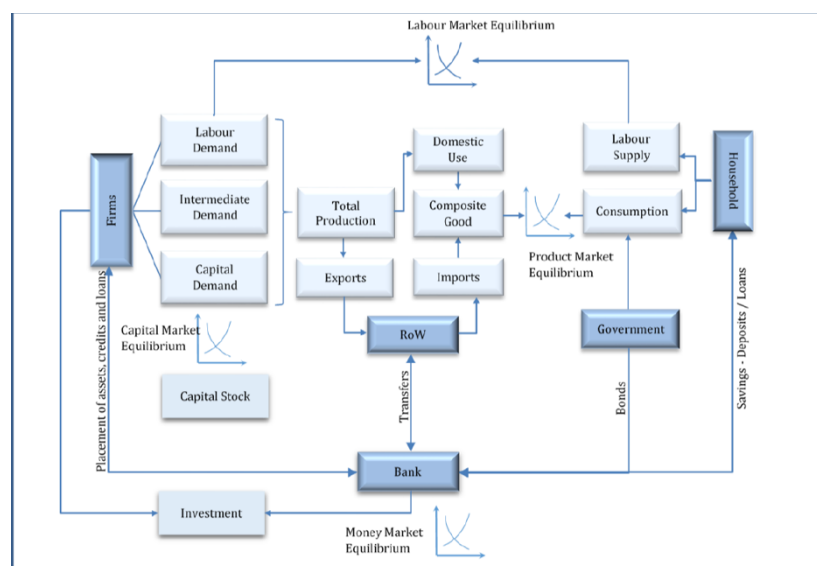 Labour Market Equilibrium
Labour
Demand
Domestic
Use
Labour
Supply
Household
Firms
Intermediate
Demand
Total
Production
Composite
Good
Consumption
Capital
Demand
Exports
Imports
Product Market
Equilibrium
Capital Market
Equilibrium
RoW
Government
Capital Stock
Placement of assets, credits and loans
Transfers
Bonds
Savings - Deposits / Loans
Bank
Investment
Money Market
Equilibrium